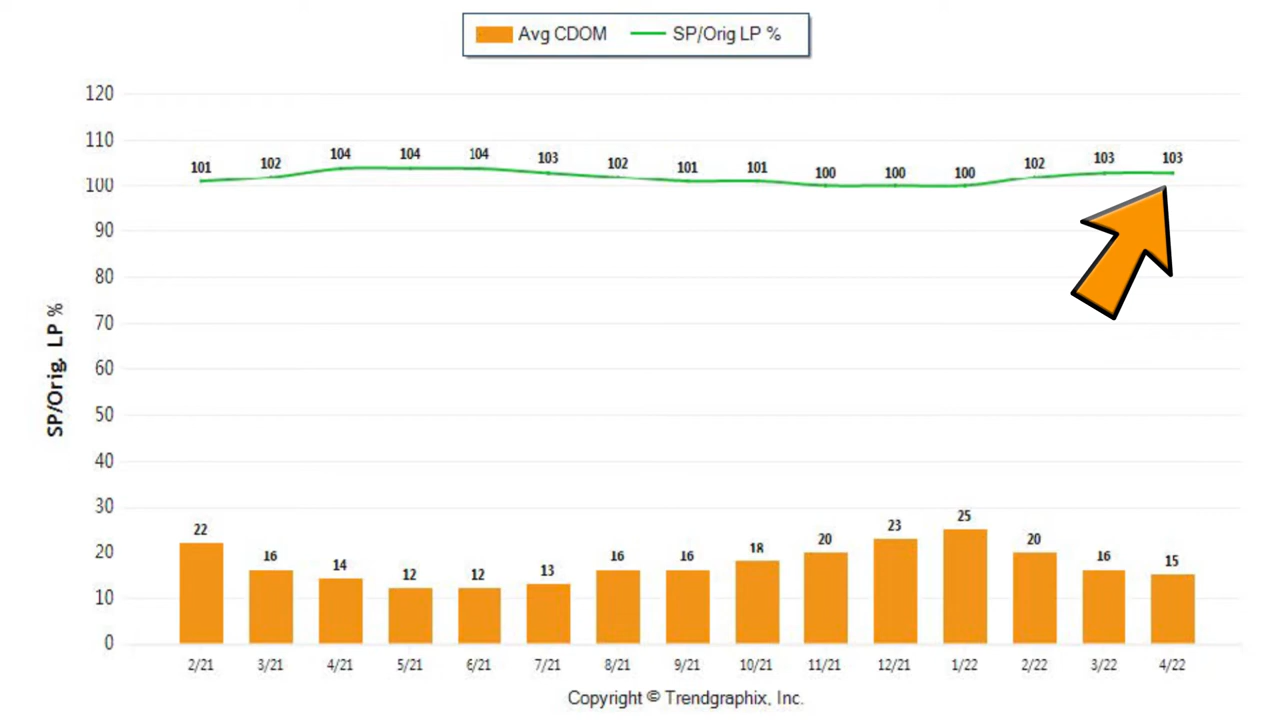 Avg CDOM SP/Orig LP %
120
110
100
90
80
70
60
50
40
30
20
10
0
SP/Orig. LP %
101 102 104 104 104 103 102 101 101 100 100 100 102 103 103
22 16 14 12 12 13 16 16 18 20 23 25 20 16 15
2/21 3/21 4/21 5/21 6/21 7/21 8/21 9/21 10/21 11/21 12/21 1/22 2/22 3/22 4/22
Copyright © Trendgraphix, Inc.